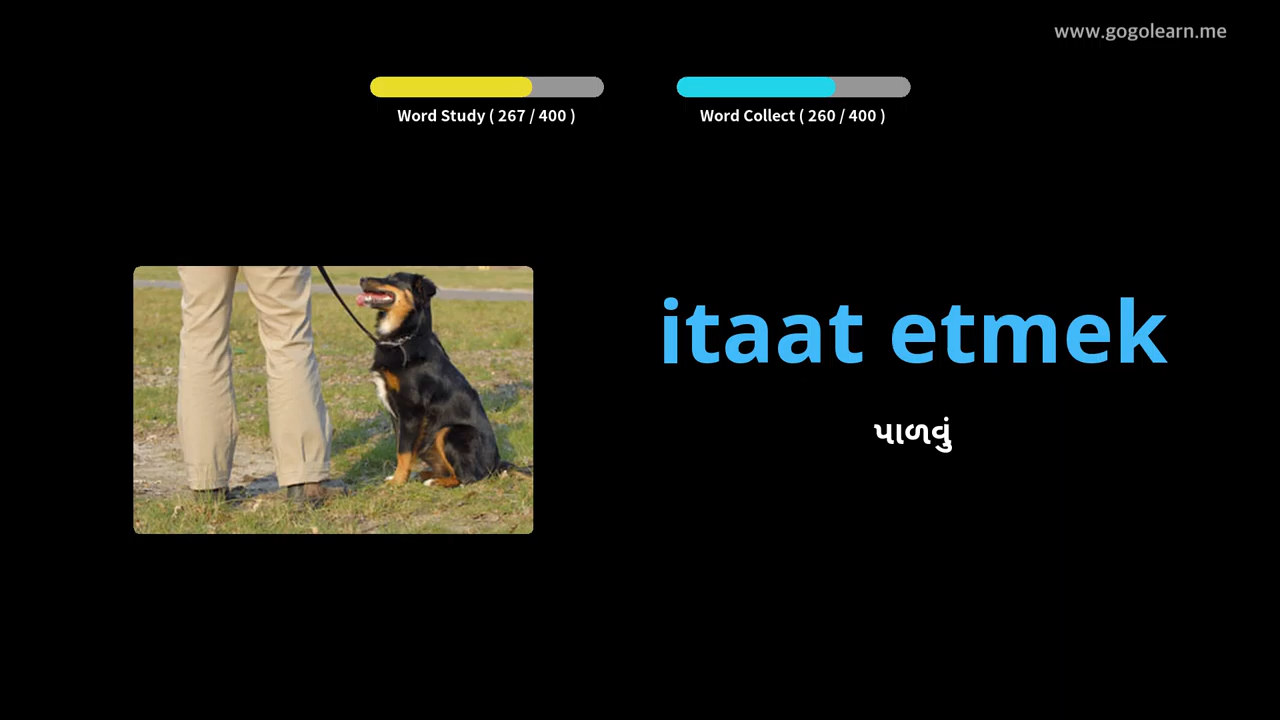 www.gogolearn.me
Word Study ( 267 / 400 )
Word Collect ( 260 / 400 )
itaat etmek
પાળવું